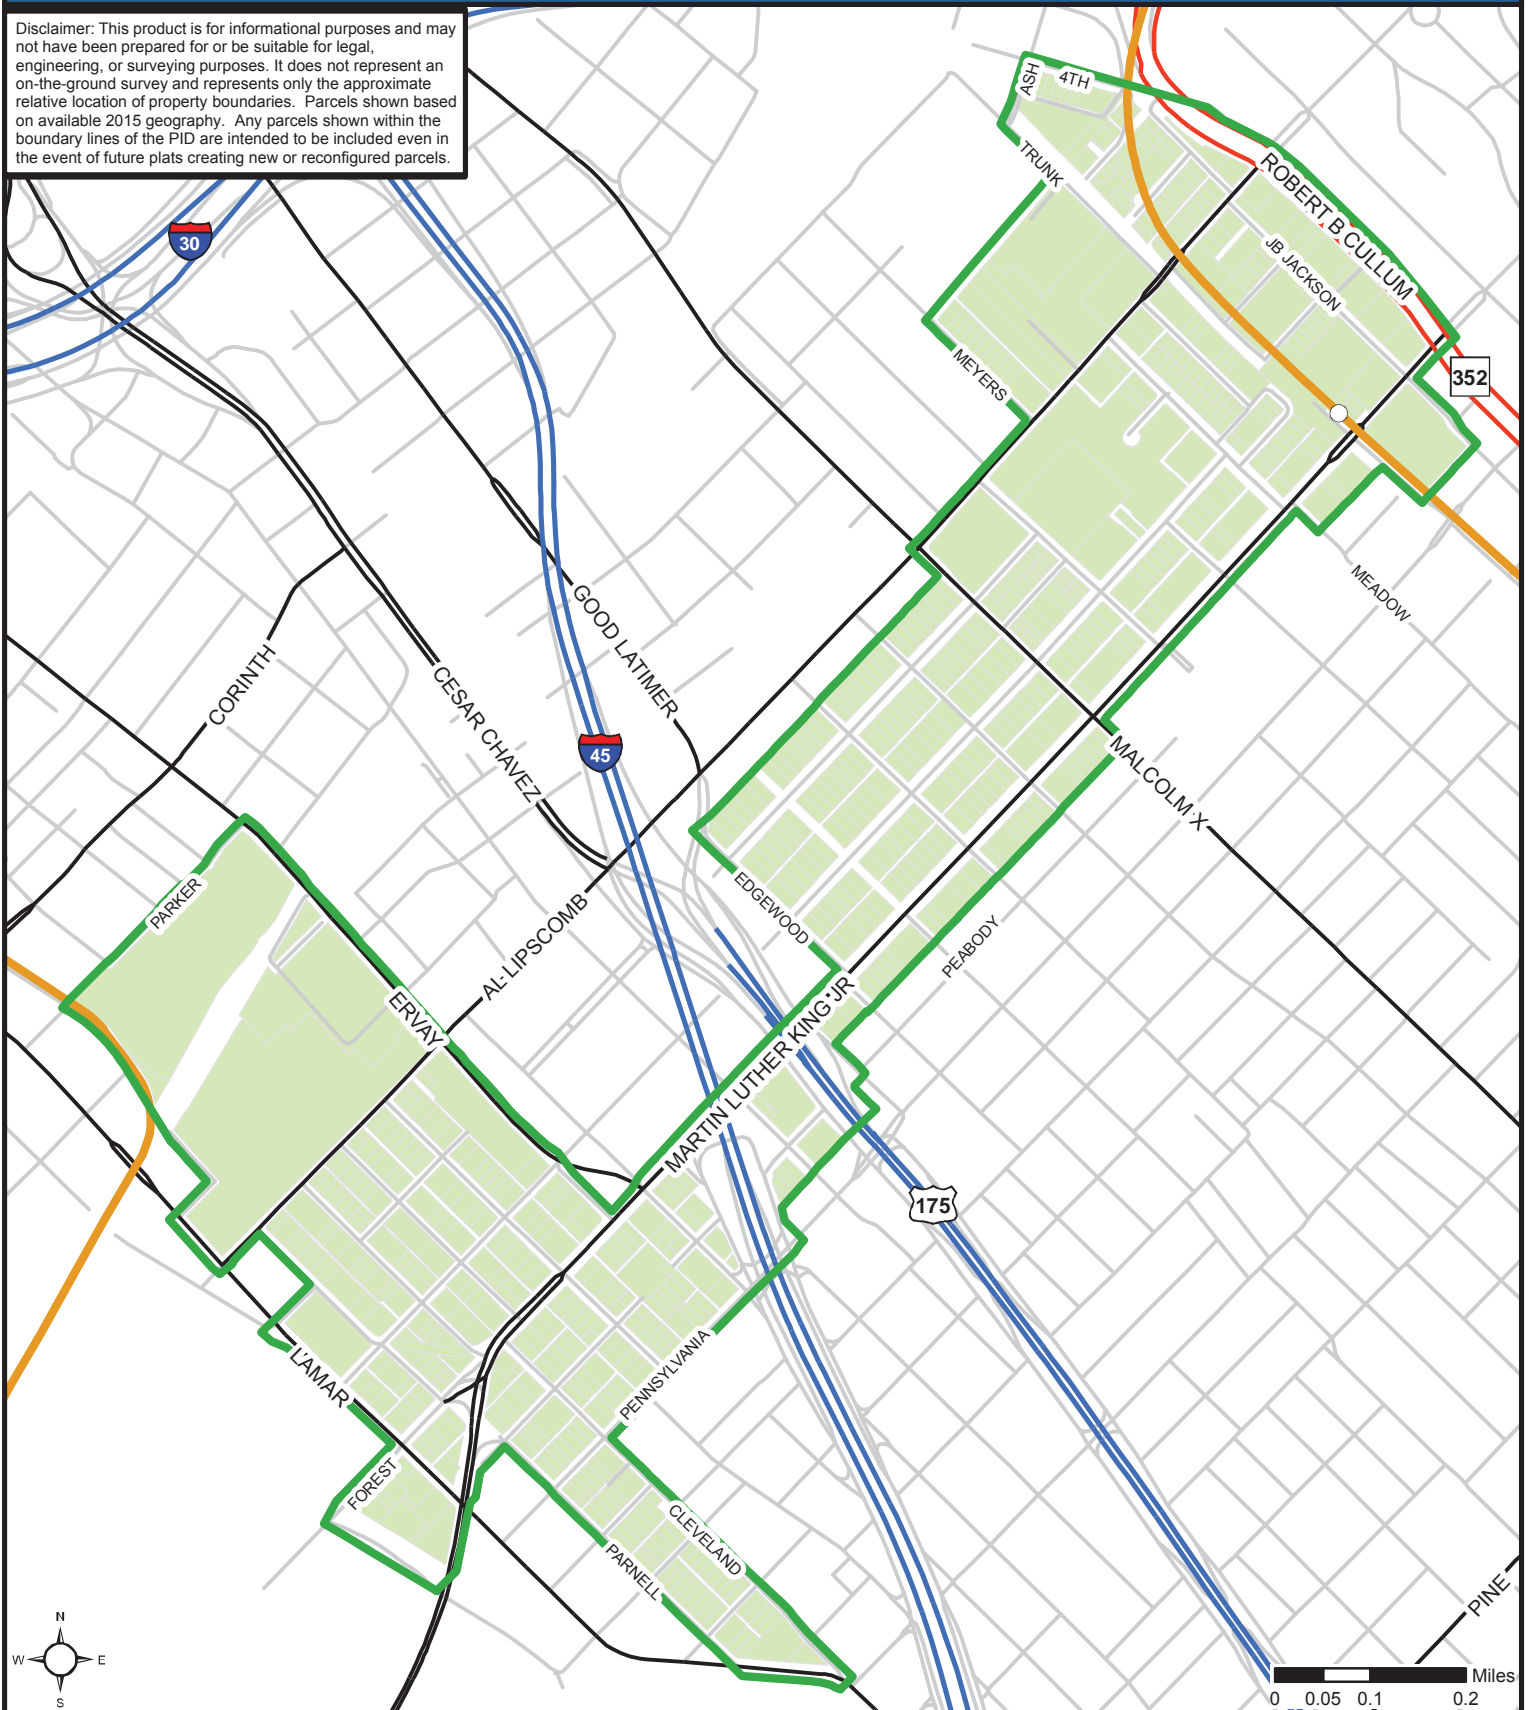 Disclaimer: This product is for informational purposes and may
not have been prepared for or be suitable for legal,
engineering, or surveying purposes. It does not represent an
on-the-ground survey and represents only the approximate
relative location of property boundaries. Parcels shown based
on available 2015 geography. Any parcels shown within the
boundary lines of the PID are intended to be included even in
the event of future plats creating new or reconfigured parcels.
ASH
4TH
TRUNK
ROBERT B CULLUM
30
JB JACKSON
MEYERS
352
MEADOW
GOOD LATIMER
CORINTH
CESAR CHAVEZ
45
MALCOLM X
PARKER
EDGEWOOD
AL LIPSCOMB
PEABODY
ERVAY
MARTIN LUTHER KING JR
175
LAMAR
PENNSYLVANIA
FOREST
CLEVELAND
PARNELL
PINE
N
W
E
S
Miles
0 0.05 0.1 0.2